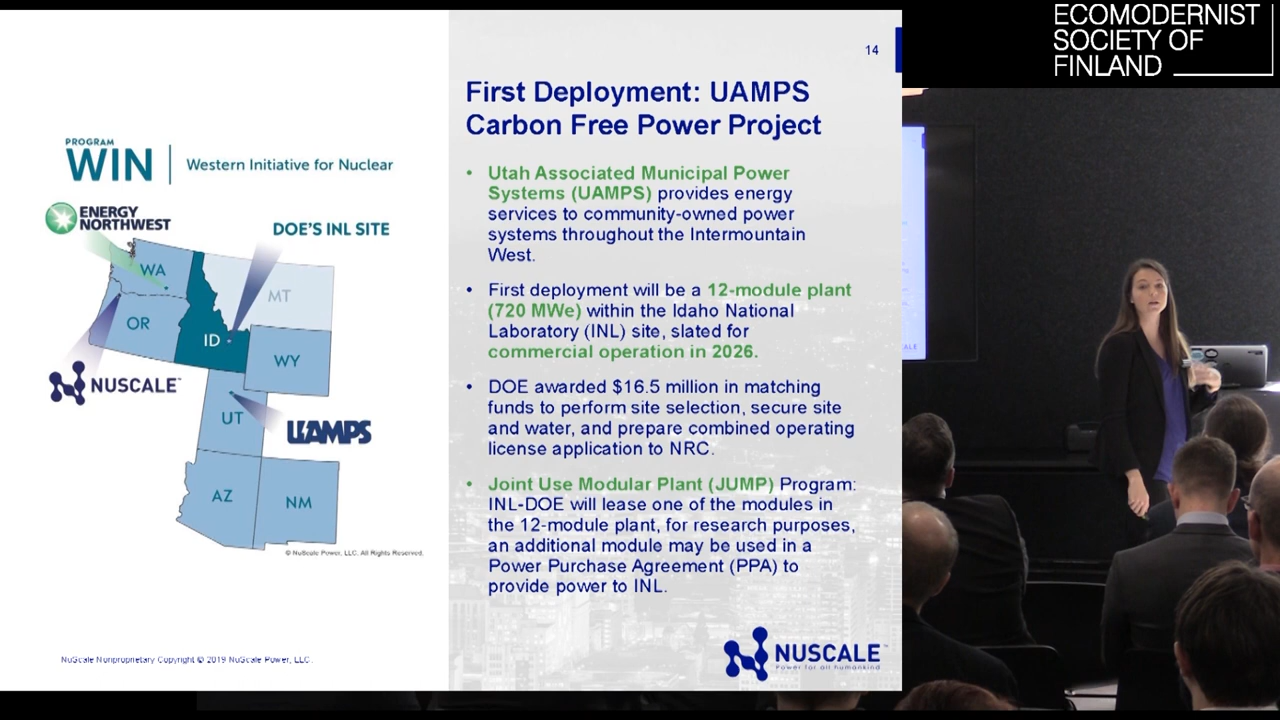 ECOMODERNIST
SOCIETY OF
FINLAND
14
First Deployment: UAMPS
Carbon Free Power Project
PROGRAM
WIN
Western Initiative for Nuclear
ENERGY
NORTHWEST
DOE'S INL SITE
WA
MT
OR
ID
WY
NUSCALE™
UT
UAMPS
AZ
NM
© NuScale Power, LLC. All Rights Reserved.
• Utah Associated Municipal Power
Systems (UAMPS) provides energy
services to community-owned power
systems throughout the Intermountain
West.
• First deployment will be a 12-module plant
(720 MWe) within the Idaho National
Laboratory (INL) site, slated for
commercial operation in 2026.
• DOE awarded $16.5 million in matching
funds to perform site selection, secure site
and water, and prepare combined operating
license application to NRC.
• Joint Use Modular Plant (JUMP) Program:
INL-DOE will lease one of the modules in
the 12-module plant, for research purposes,
an additional module may be used in a
Power Purchase Agreement (PPA) to
provide power to INL.
NuScale Nonproprietary Copyright © 2019 NuScale Power, LLC.
NUSCALE™
Power for all humankind